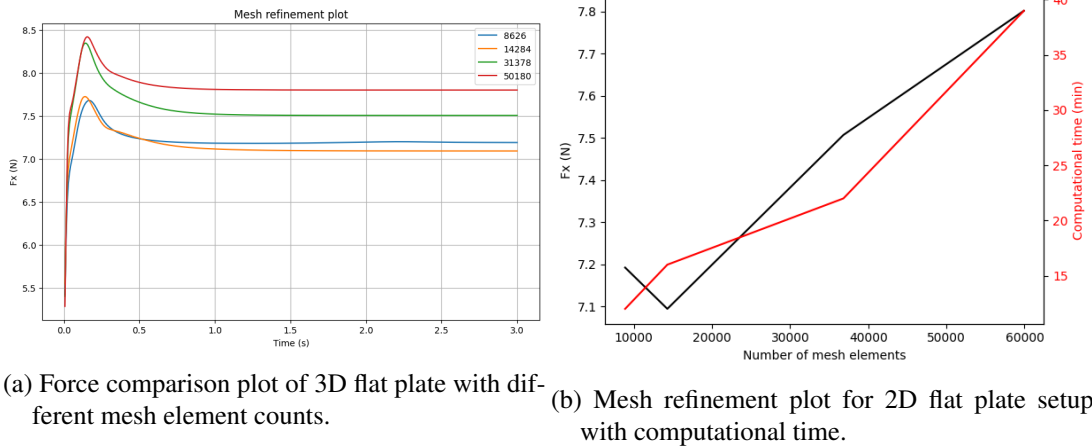 Mesh refinement plot
8626
14284
31378
50180
8.5
8.0
7.5
7.0
6.5
6.0
5.5
Fx (N)
0.0 0.5 1.0 1.5 2.0 2.5 3.0
Time (s)
(a) Force comparison plot of 3D flat plate with dif-
ferent mesh element counts.
7.8
7.7
7.6
7.5
7.4
7.3
7.2
7.1
Fx (N)
40
35
30
25
20
15
Computational time (min)
10000 20000 30000 40000 50000 60000
Number of mesh elements
(b) Mesh refinement plot for 2D flat plate setup
with computational time.